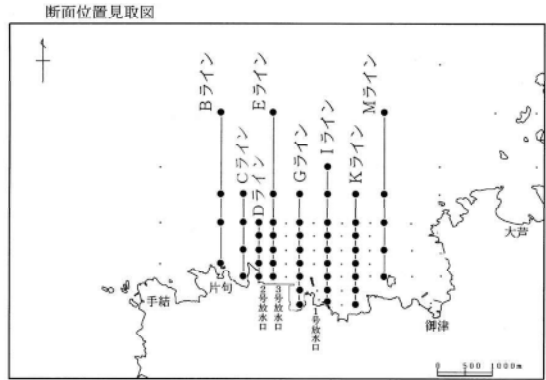 断面位置見取図
Bライン
Cライン
Dライン
Eライン
Gライン
Iライン
Kライン
Mライン
大芦
手結
片句
2号放水口
3号放水口
1号放水口
御津
0 500 1000m